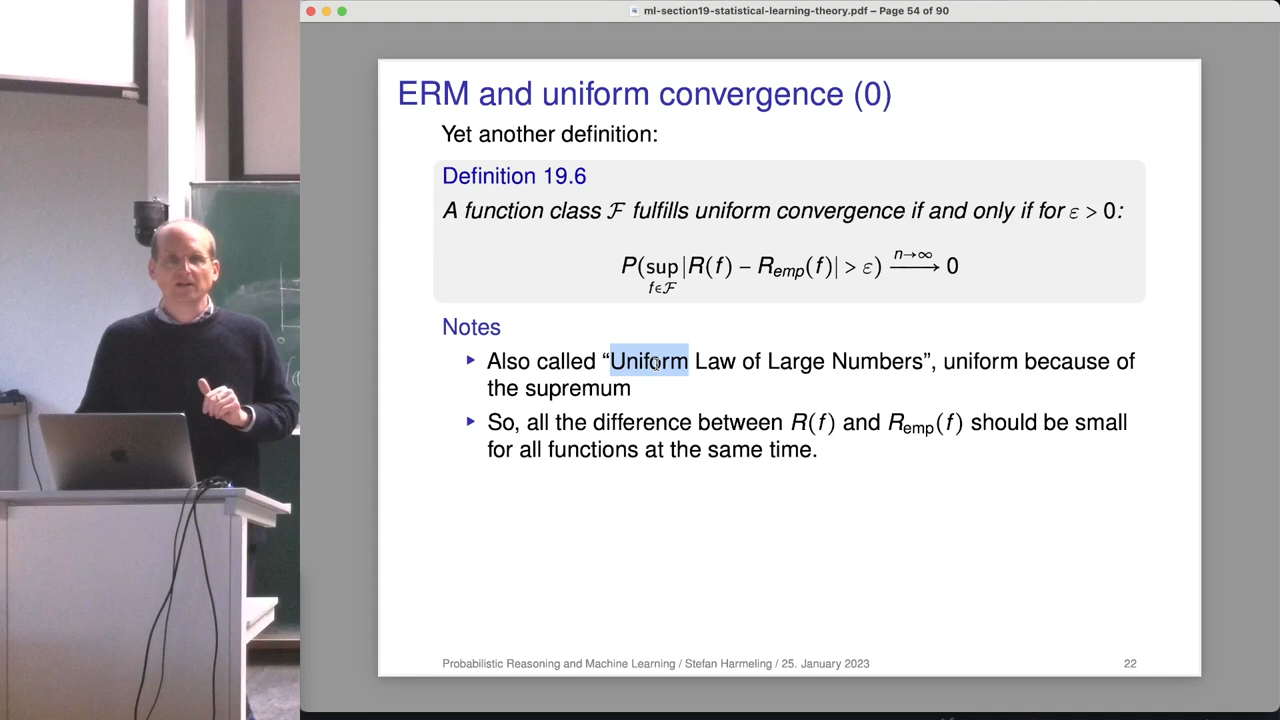 ml-section19-statistical-learning-theory.pdf – Page 54 of 90
ERM and uniform convergence (0)
Yet another definition:
Definition 19.6
A function class ℱ fulfills uniform convergence if and only if for ε > 0:
P(sup|R(f) − R_emp(f)| > ε) ⟶ 0
f∈ℱ
n→∞
Notes
▸ Also called “Uniform Law of Large Numbers”, uniform because of
the supremum
▸ So, all the difference between R(f) and R_emp(f) should be small
for all functions at the same time.
Probabilistic Reasoning and Machine Learning / Stefan Harmeling / 25. January 2023
22